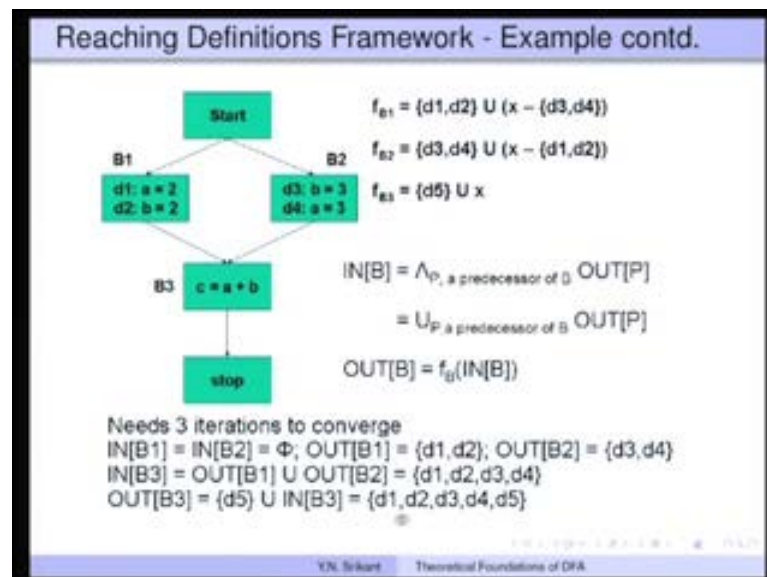 Reaching Definitions Framework - Example contd.
Start
f_B1 = {d1,d2} U (x – {d3,d4})
B1
B2
f_B2 = {d3,d4} U (x – {d1,d2})
d1: a = 2
d2: b = 2
d3: b = 3
d4: a = 3
f_B3 = {d5} U x
B3
c = a + b
IN[B] = Λ_P, a predecessor of B OUT[P]
= U_P a predecessor of B OUT[P]
stop
OUT[B] = f_B(IN[B])
Needs 3 iterations to converge
IN[B1] = IN[B2] = Φ; OUT[B1] = {d1,d2}; OUT[B2] = {d3,d4}
IN[B3] = OUT[B1] U OUT[B2] = {d1,d2,d3,d4}
OUT[B3] = {d5} U IN[B3] = {d1,d2,d3,d4,d5}
Y.N. Srikant
Theoretical Foundations of DFA